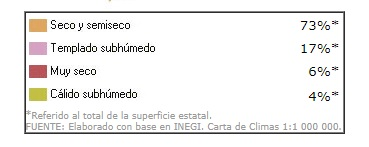 Seco y semiseco 73%*
Templado subhúmedo 17%*
Muy seco 6%*
Cálido subhúmedo 4%*
*Referido al total de la superficie estatal.
FUENTE: Elaborado con base en INEGI. Carta de Climas 1:1 000 000.